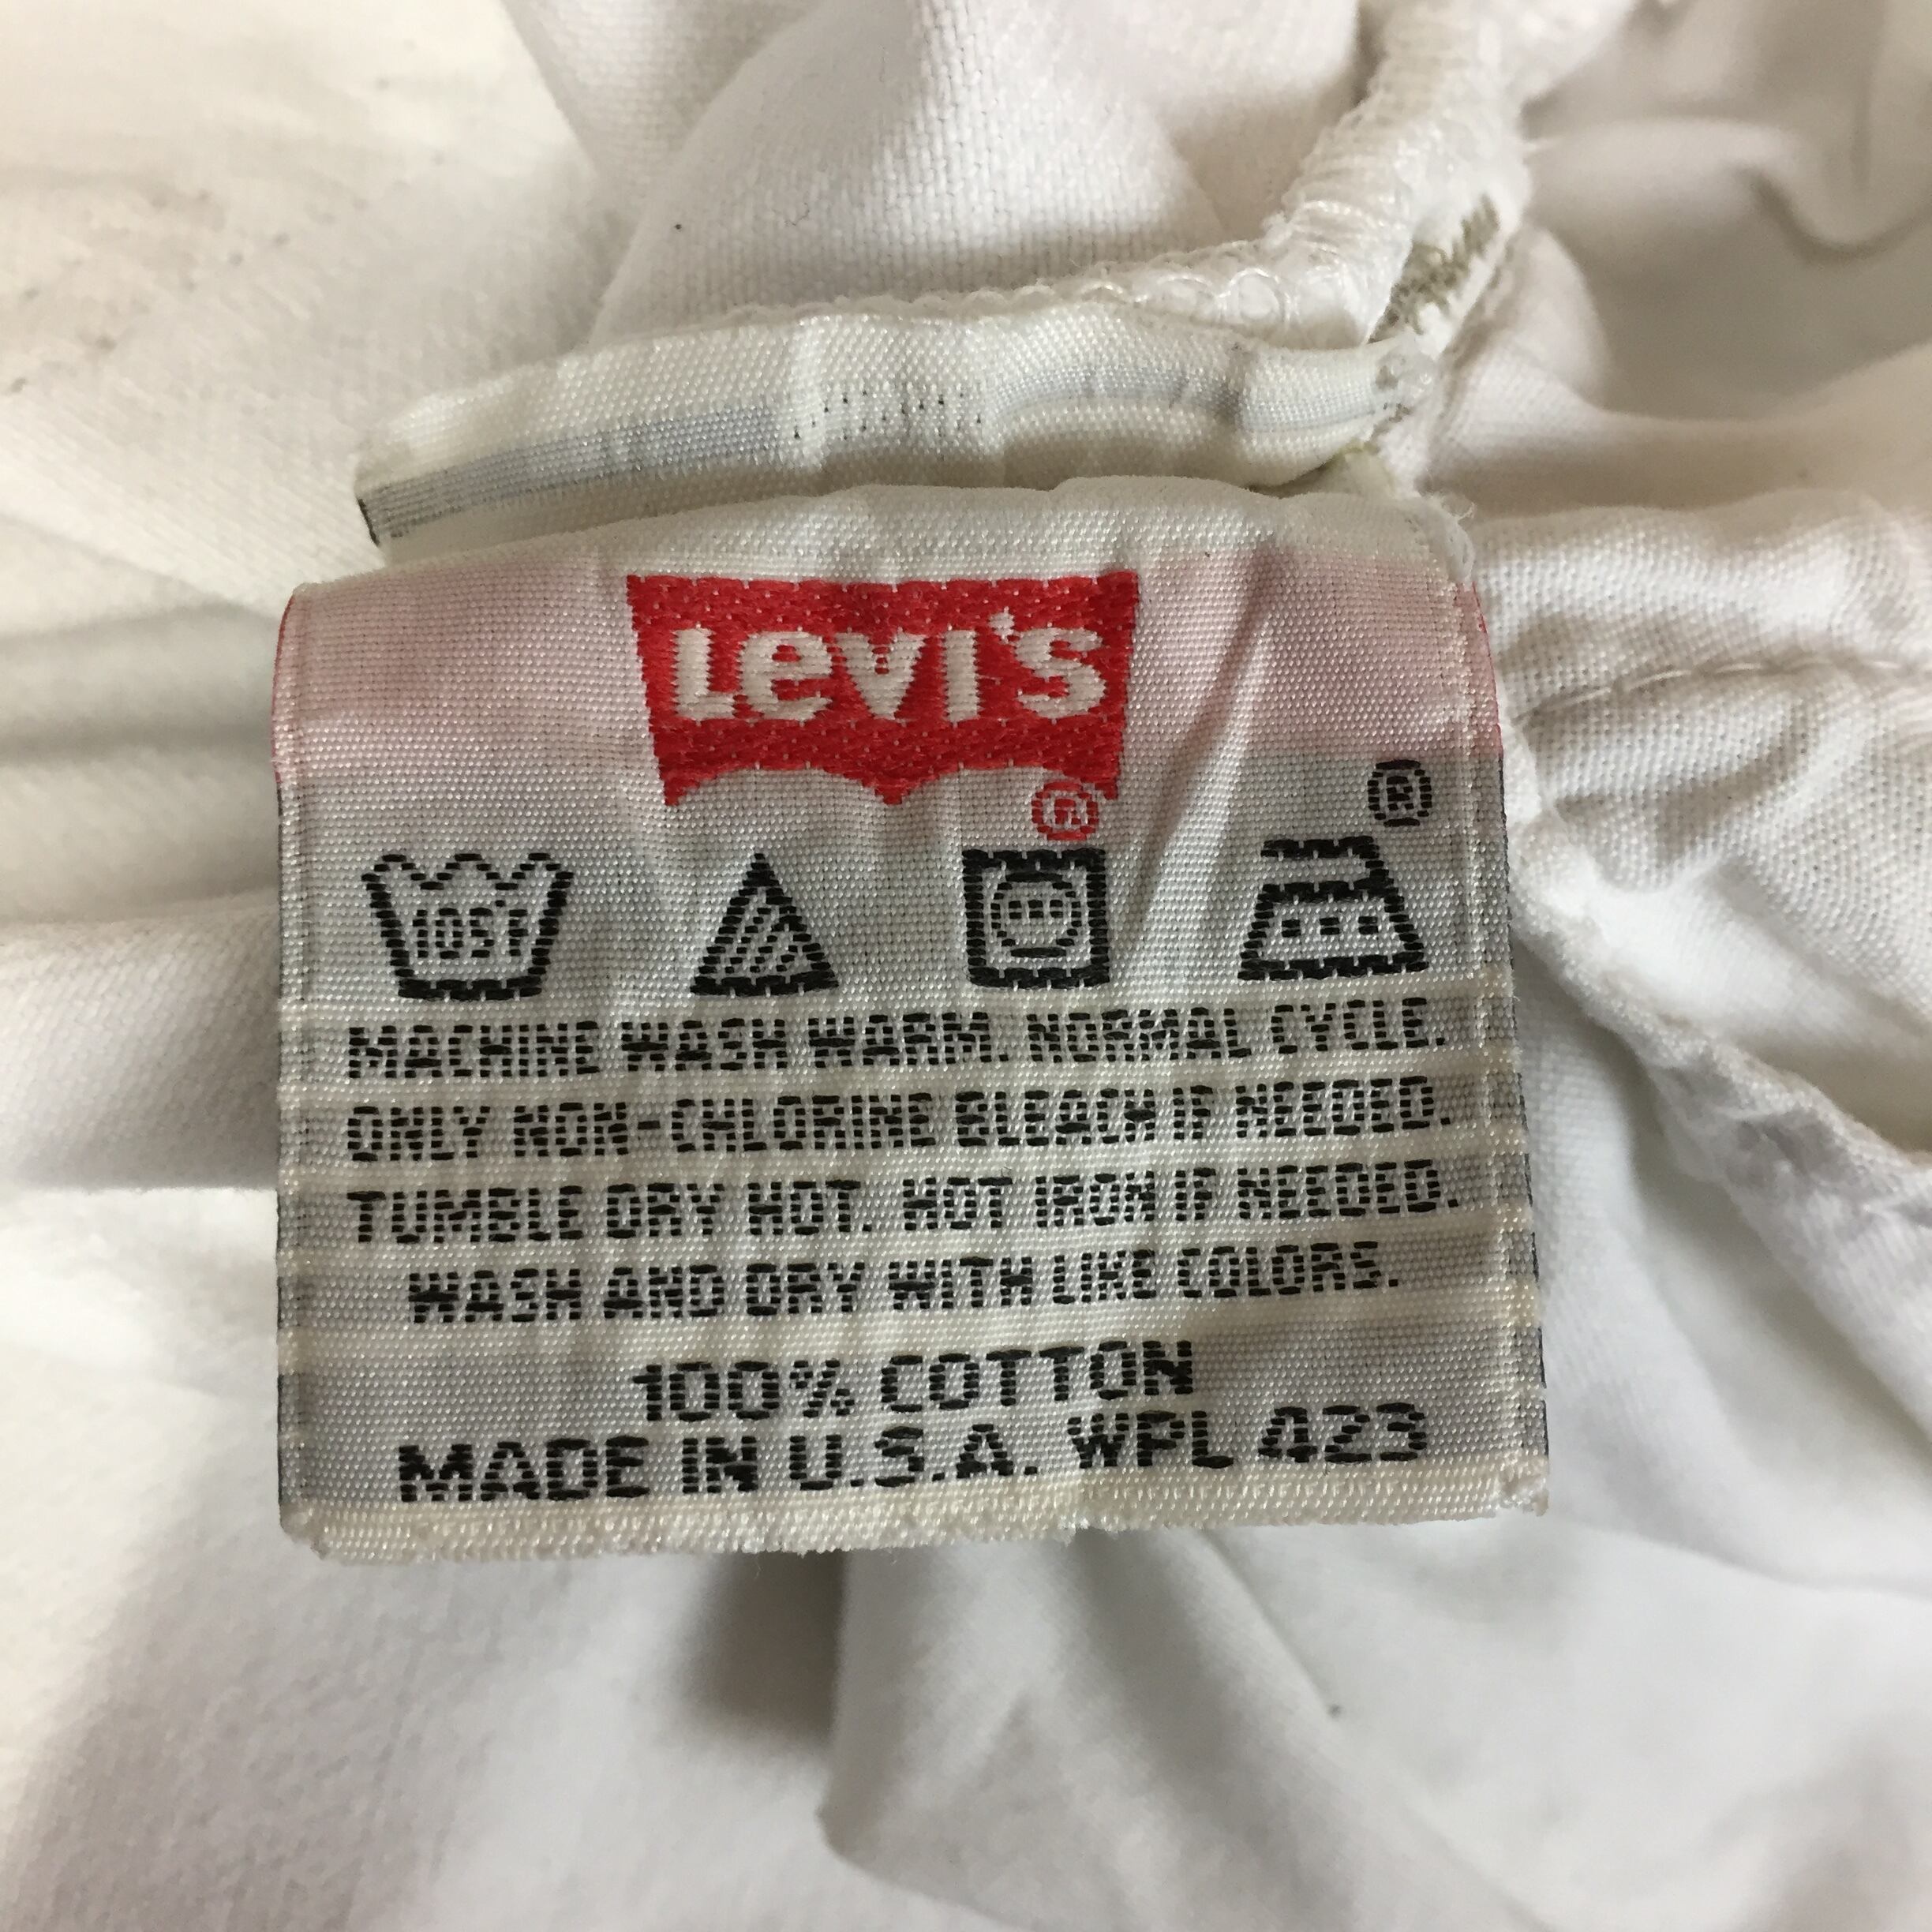 LEVI'S
®
®
105°F
MACHINE WASH WARM. NORMAL CYCLE.
ONLY NON-CHLORINE BLEACH IF NEEDED.
TUMBLE DRY HOT. HOT IRON IF NEEDED.
WASH AND DRY WITH LIKE COLORS.
100% COTTON
MADE IN U.S.A. WPL 423